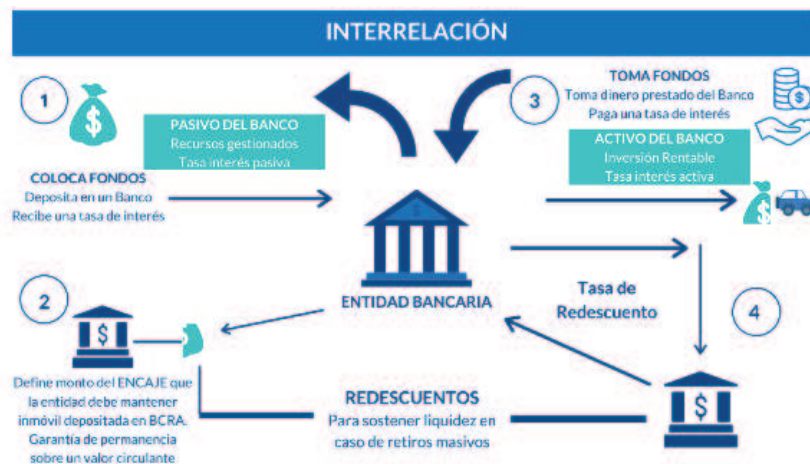 INTERRELACIÓN
1
$
PASIVO DEL BANCO
Recursos gestionados
Tasa interés pasiva
COLOCA FONDOS
Deposita en un Banco
Recibe una tasa de interés
3
TOMA FONDOS
Toma dinero prestado del Banco
Paga una tasa de interés
$
ACTIVO DEL BANCO
Inversión Rentable
Tasa interés activa
$
$
ENTIDAD BANCARIA
2
$
Define monto del ENCAJE que
la entidad debe mantener
inmóvil depositada en BCRA.
Garantía de permanencia
sobre un valor circulante
REDESCUENTOS
Para sostener liquidez en
caso de retiros masivos
Tasa de
Redescuento
4
$